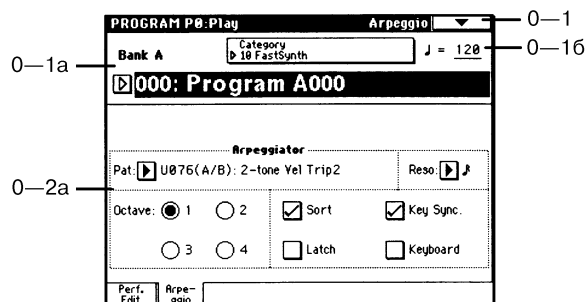 PROGRAM P0:Play Arpeggio 0—1
Category
Bank A 10 FastSynth ♩ = 120 0—1б
0—1a
000: Program A000
Arpeggiator
Pat: U076(A/B): 2-tone Vel Trip2 Reso: ♪
0—2a
Octave: 1 2 Sort Key Sync.
3 4 Latch Keyboard
Perf. Edit Arpe- ggio